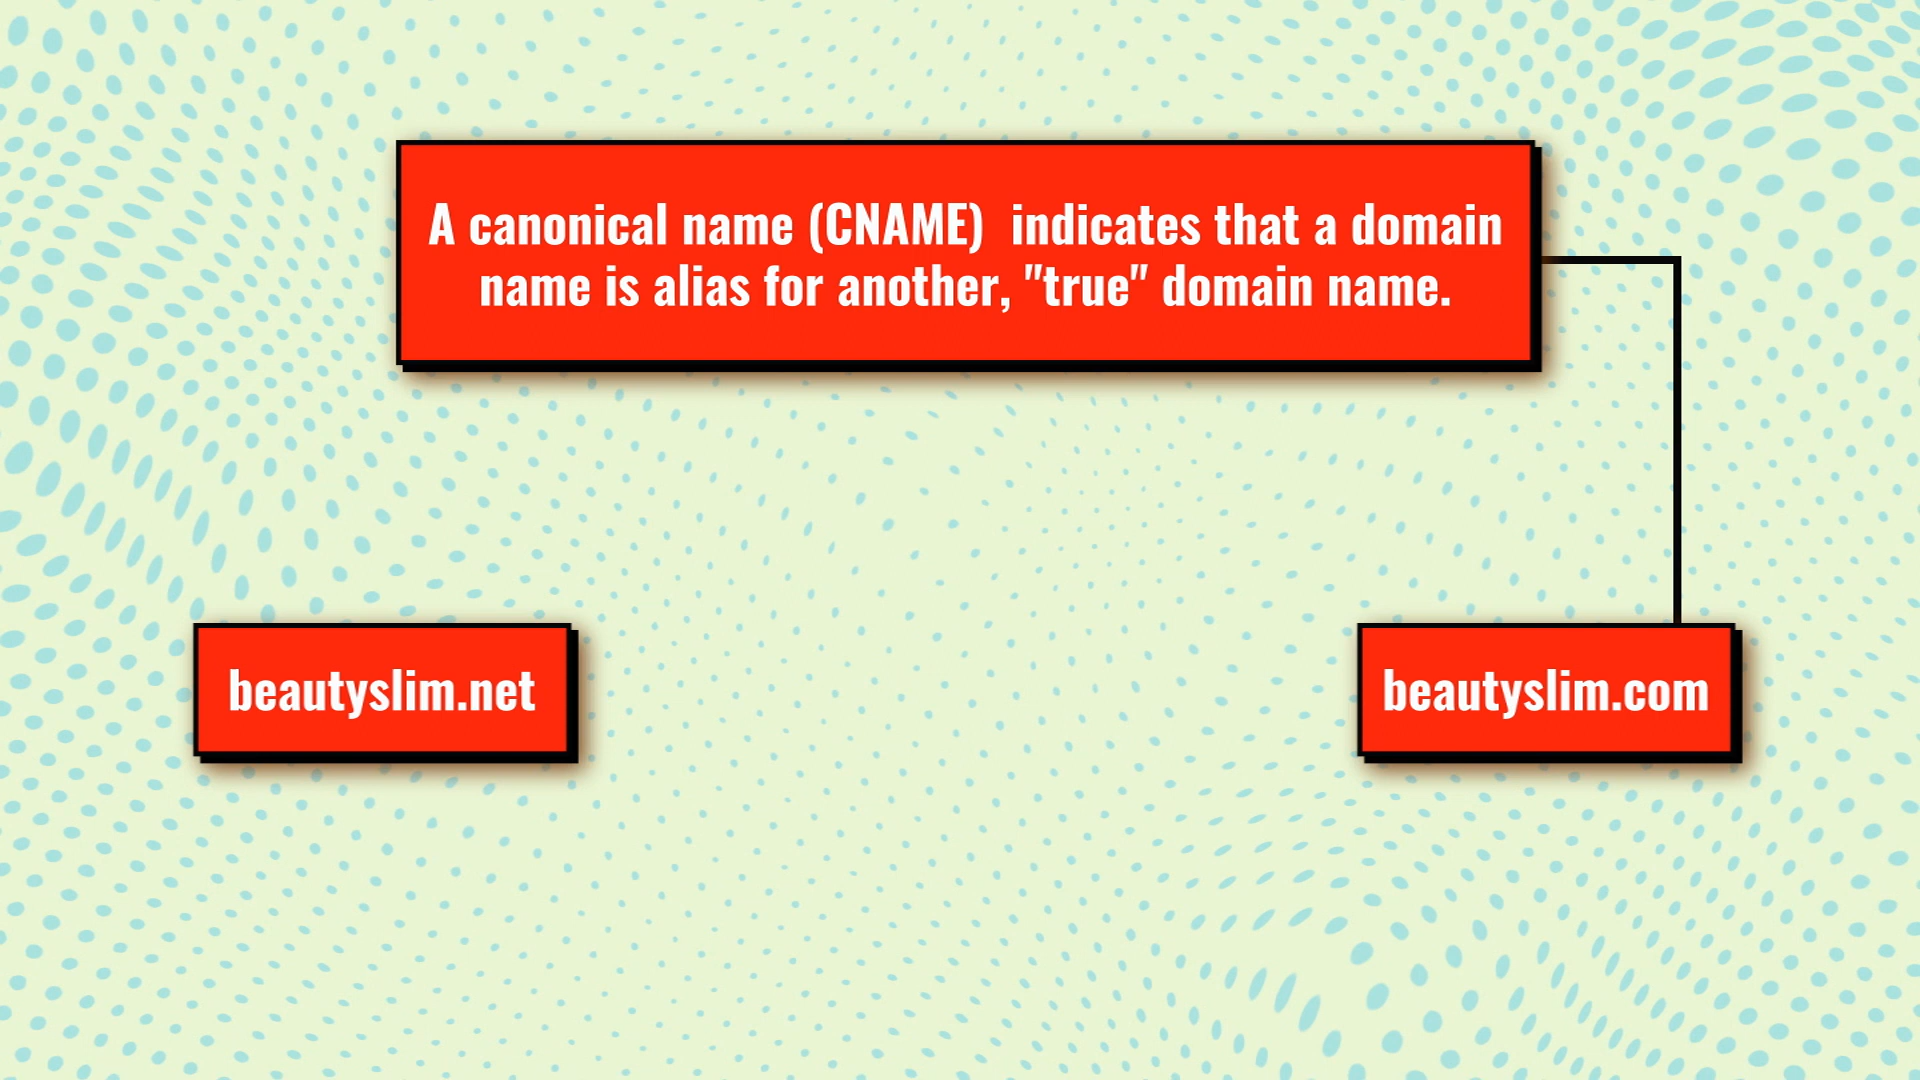 A canonical name (CNAME)  indicates that a domain
name is alias for another, "true" domain name.
beautyslim.net
beautyslim.com